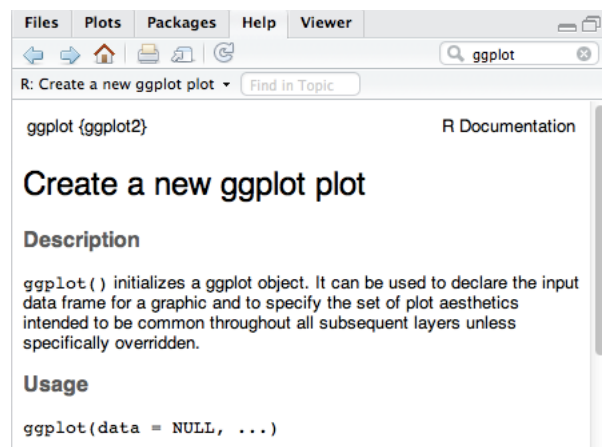 Files Plots Packages Help Viewer
ggplot
R: Create a new ggplot plot Find in Topic
ggplot {ggplot2} R Documentation
Create a new ggplot plot
Description
ggplot() initializes a ggplot object. It can be used to declare the input
data frame for a graphic and to specify the set of plot aesthetics
intended to be common throughout all subsequent layers unless
specifically overridden.
Usage
ggplot(data = NULL, ...)